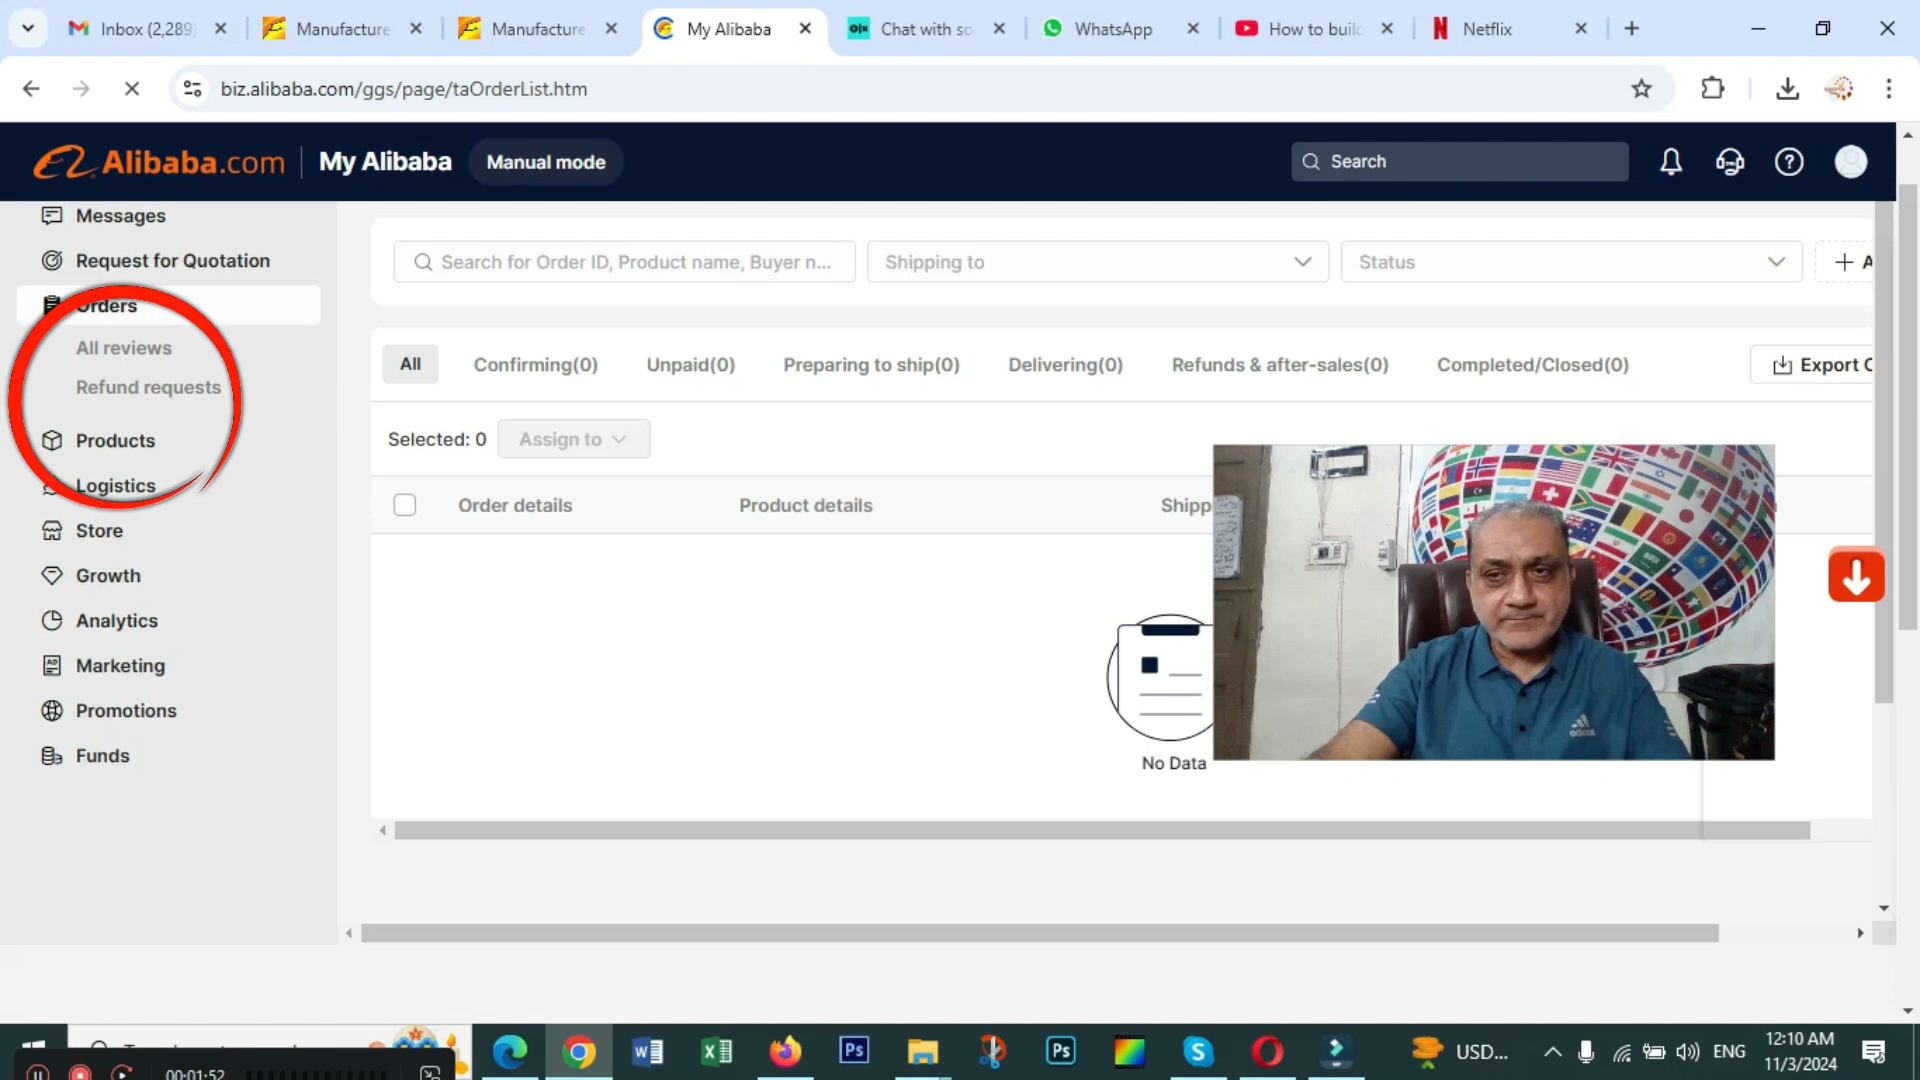 Inbox (2,289
Manufacture
Manufacture
My Alibaba
Chat with so
WhatsApp
How to build
Netflix
biz.alibaba.com/ggs/page/taOrderList.htm
Alibaba.com
My Alibaba
Manual mode
Search
Messages
Request for Quotation
Orders
All reviews
Refund requests
Products
Logistics
Store
Growth
Analytics
Marketing
Promotions
Funds
Search for Order ID, Product name, Buyer n...
Shipping to
Status
All
Confirming(0)
Unpaid(0)
Preparing to ship(0)
Delivering(0)
Refunds & after-sales(0)
Completed/Closed(0)
Export
Selected: 0
Assign to
Order details
Product details
Shipp
adidas
No Data
00:01:52
USD...
ENG
12:10 AM
11/3/2024